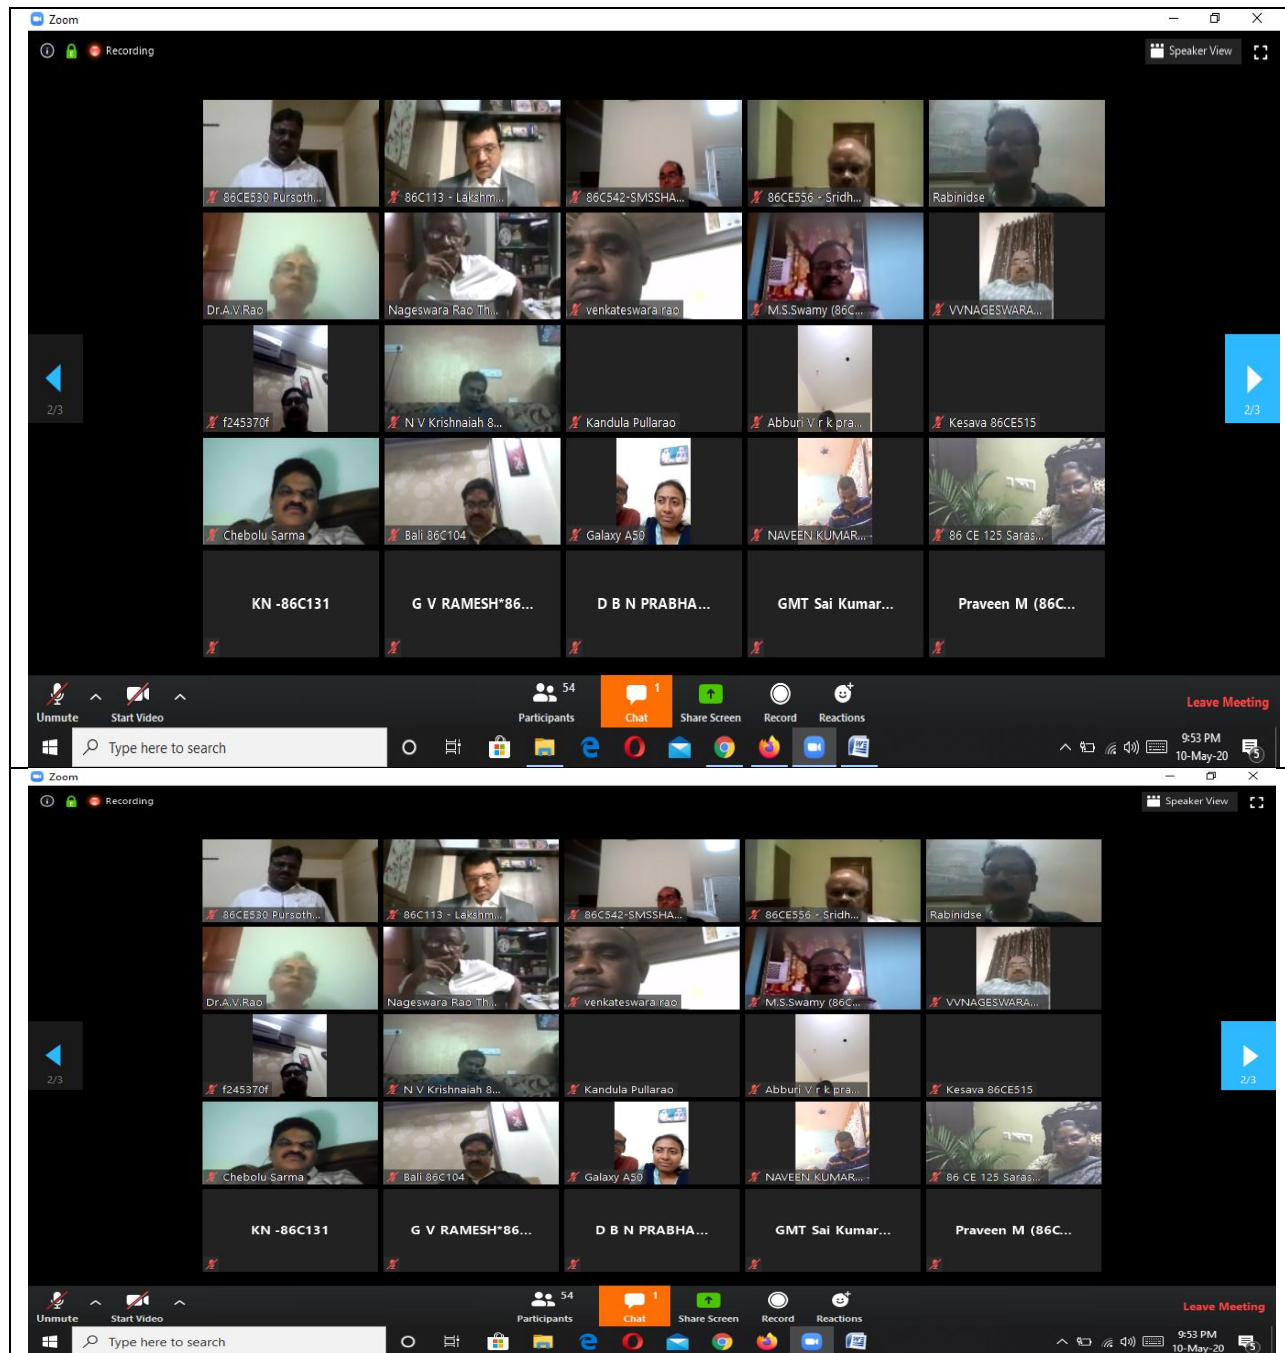 Zoom
Recording
Speaker View
86CE530 Pursoth...
86C113 - Lakshm...
86C542-SMSSHA...
86CE556 - Sridh...
Rabinidse
Dr.A.V.Rao
Nageswara Rao Th...
venkateswara rao
M.S.Swamy (86C...
VVNAGESWARA...
2/3
2/3
f245370f
N V Krishnaiah 8...
Kandula Pullarao
Abburi V r k pra...
Kesava 86CE515
Chebolu Sarma
Bali 86C104
Galaxy A50
NAVEEN KUMAR... -
86 CE 125 Saras...
KN -86C131
G V RAMESH*86...
D B N PRABHA...
GMT Sai Kumar...
Praveen M (86C...
54
1
Unmute
Start Video
Participants
Chat
Share Screen
Record
Reactions
Leave Meeting
Type here to search
9:53 PM
10-May-20
5
Zoom
Recording
Speaker View
86CE530 Pursoth...
86C113 - Lakshm...
86C542-SMSSHA...
86CE556 - Sridh...
Rabinidse
Dr.A.V.Rao
Nageswara Rao Th...
venkateswara rao
M.S.Swamy (86C...
VVNAGESWARA...
2/3
2/3
f245370f
N V Krishnaiah 8...
Kandula Pullarao
Abburi V r k pra...
Kesava 86CE515
Chebolu Sarma
Bali 86C104
Galaxy A50
NAVEEN KUMAR... -
86 CE 125 Saras...
KN -86C131
G V RAMESH*86...
D B N PRABHA...
GMT Sai Kumar...
Praveen M (86C...
54
1
Unmute
Start Video
Participants
Chat
Share Screen
Record
Reactions
Leave Meeting
Type here to search
9:53 PM
10-May-20
5